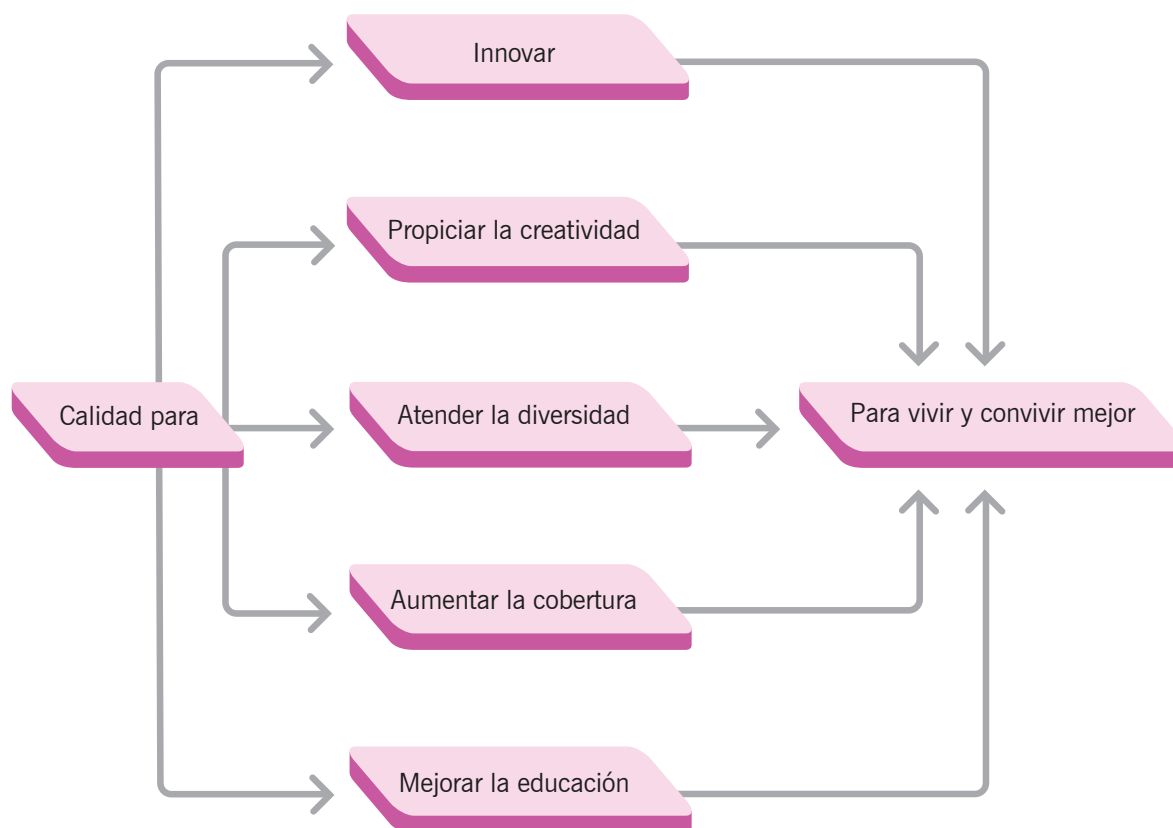 Innovar
Propiciar la creatividad
Calidad para
Atender la diversidad
Para vivir y convivir mejor
Aumentar la cobertura
Mejorar la educación